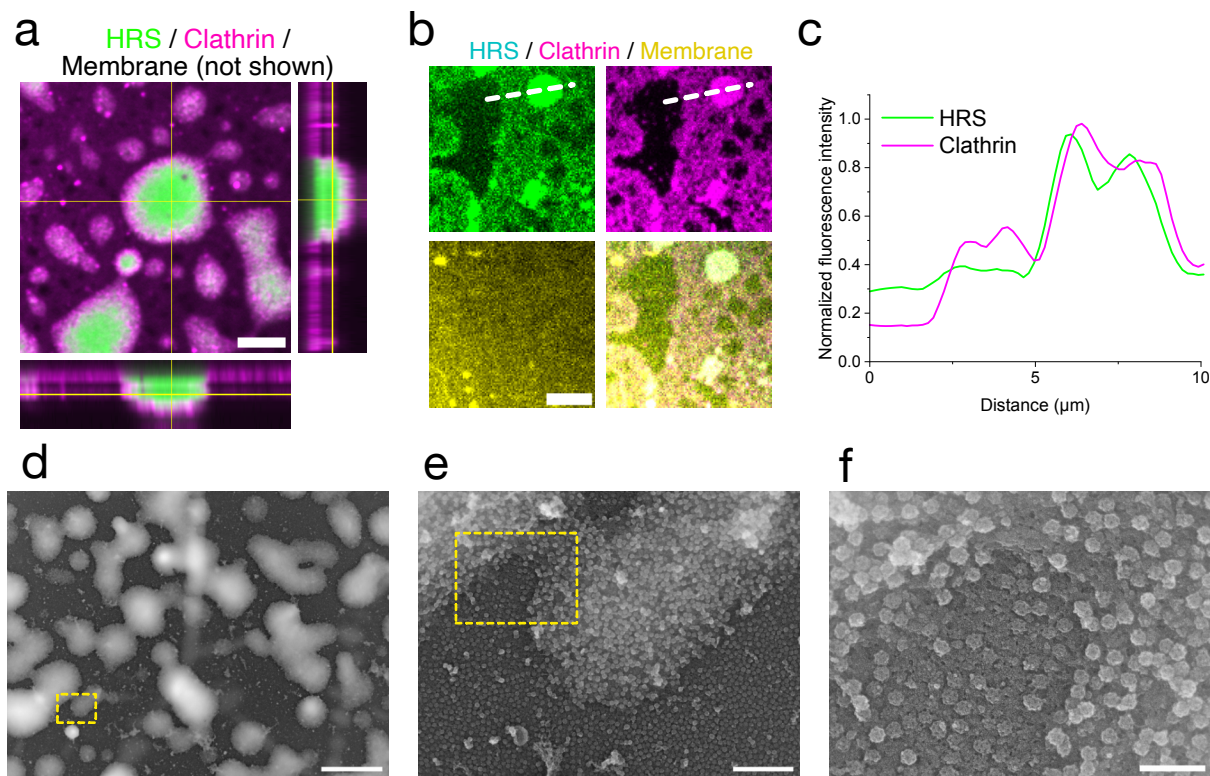 a
HRS / Clathrin /
Membrane (not shown)
b
HRS / Clathrin / Membrane
c
Normalized fluorescence intensity
1.0
0.8
0.6
0.4
0.2
0.0
HRS
Clathrin
0
5
10
Distance (µm)
d
e
f